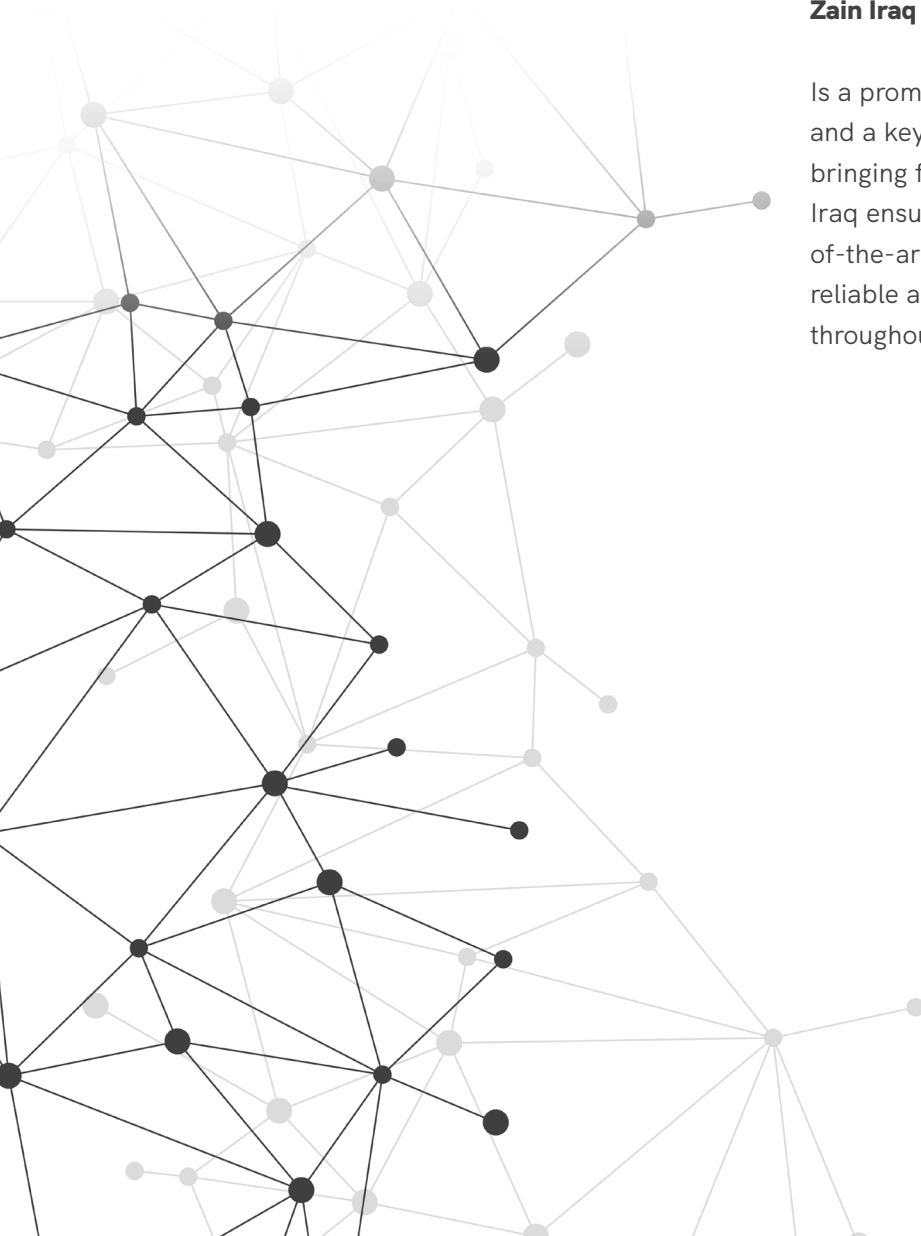 Zain Iraq
Is a prom
and a key
bringing f
Iraq ensu
of-the-ar
reliable a
throughou